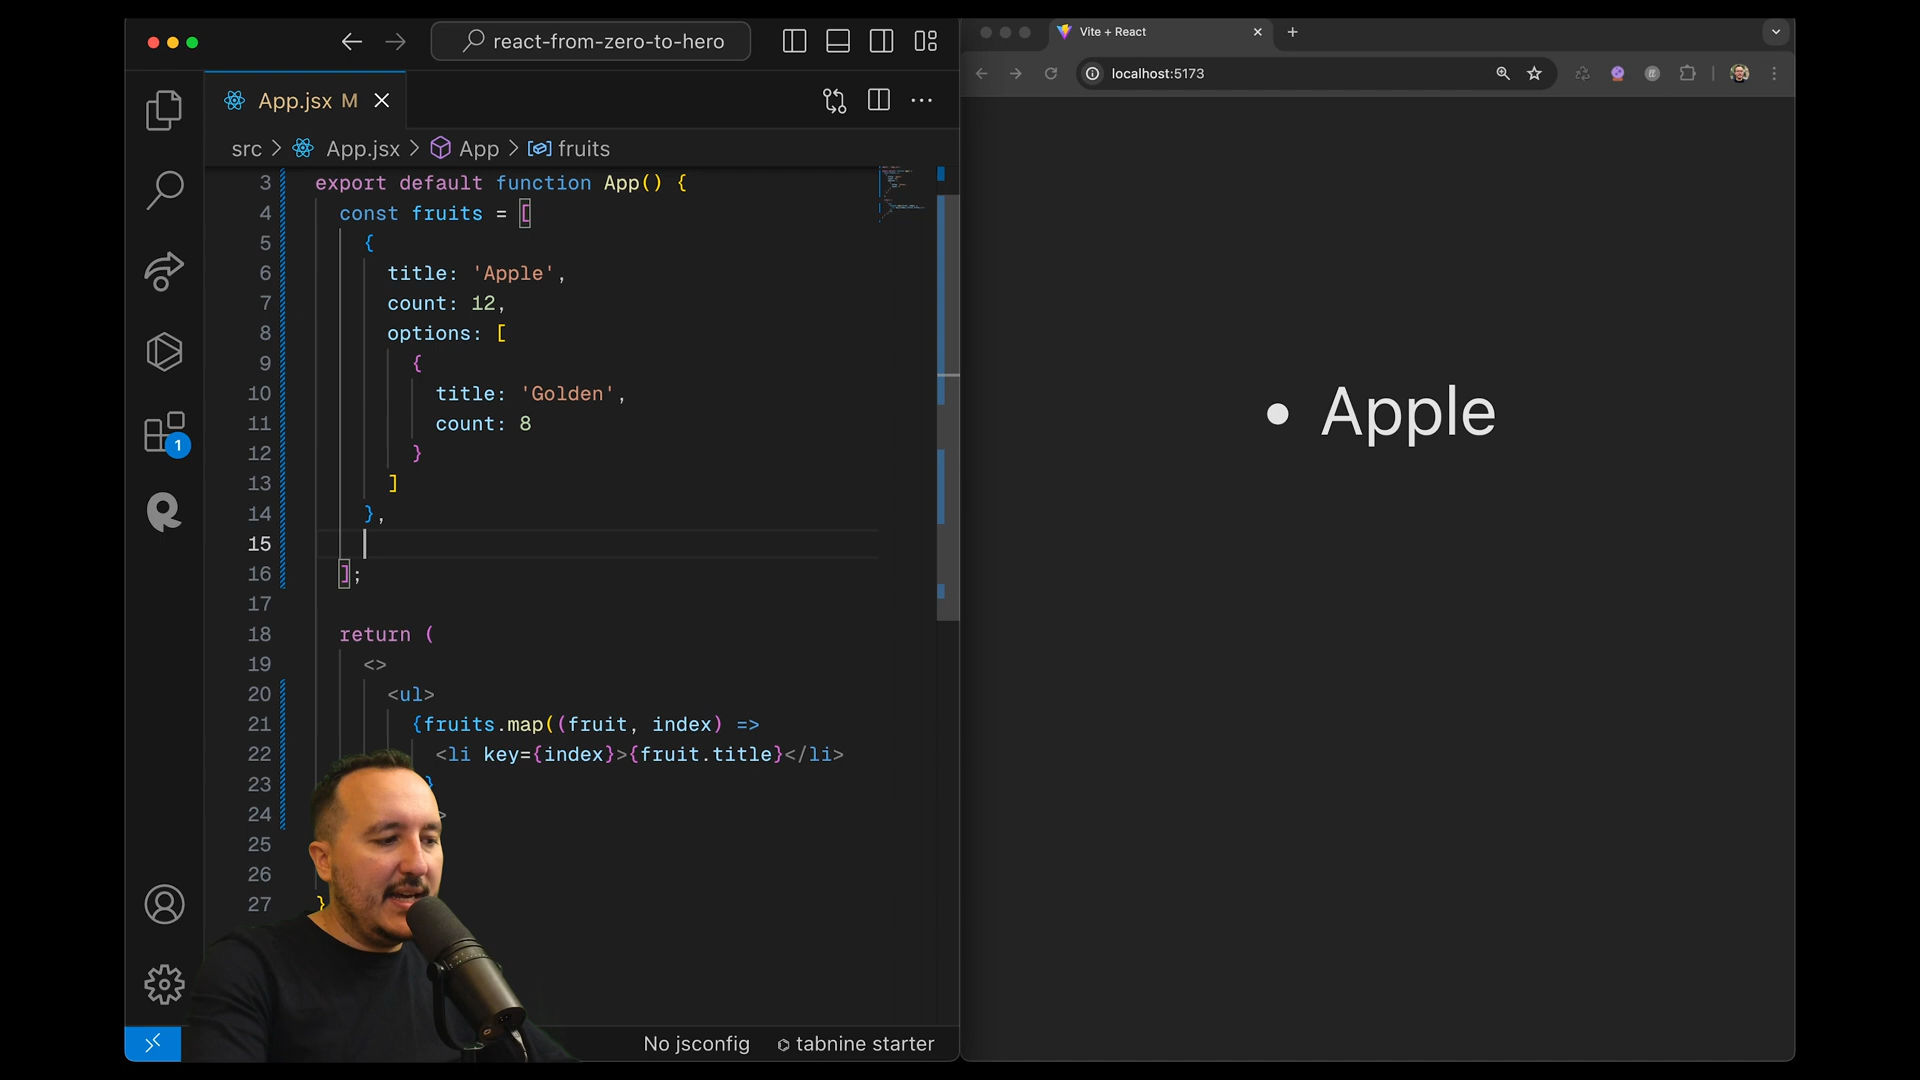 react-from-zero-to-hero
Vite + React
localhost:5173
App.jsx M
src > App.jsx > App > fruits
3 export default function App() {
4 const fruits = [
5 {
6 title: 'Apple',
7 count: 12,
8 options: [
9 {
10 title: 'Golden',
11 count: 8
12 }
13 ]
14 },
15
16 ];
17
18 return (
19 <>
20 <ul>
21 {fruits.map((fruit, index) =>
22 <li key={index}>{fruit.title}</li>
23 }
24 >
25
26
27 }
1
No jsconfig
tabnine starter
• Apple